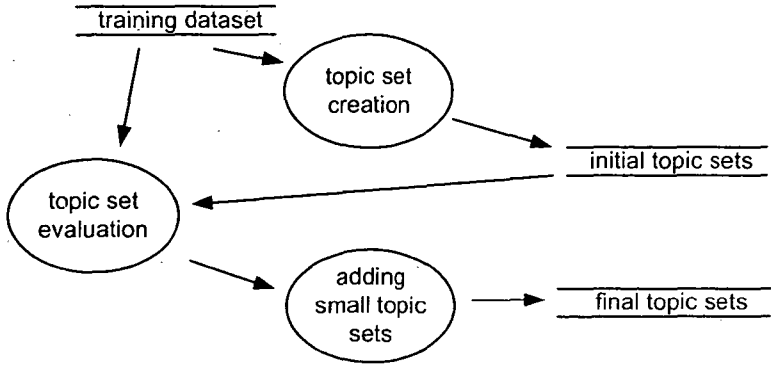 training dataset
topic set
creation
initial topic sets
topic set
evaluation
adding
small topic
sets
final topic sets